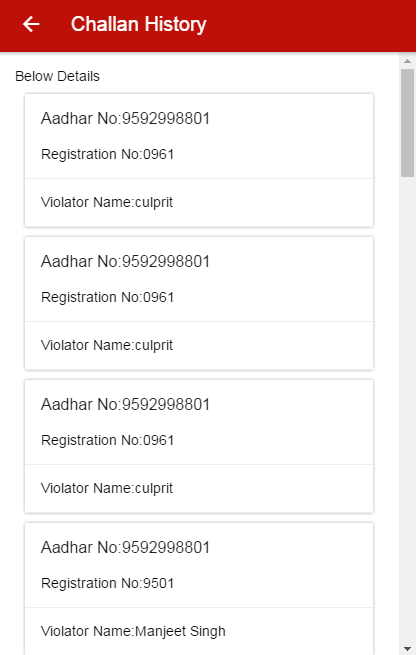 Challan History
Below Details
Aadhar No:9592998801
Registration No:0961
Violator Name:culprit
Aadhar No:9592998801
Registration No:0961
Violator Name:culprit
Aadhar No:9592998801
Registration No:0961
Violator Name:culprit
Aadhar No:9592998801
Registration No:9501
Violator Name:Manjeet Singh